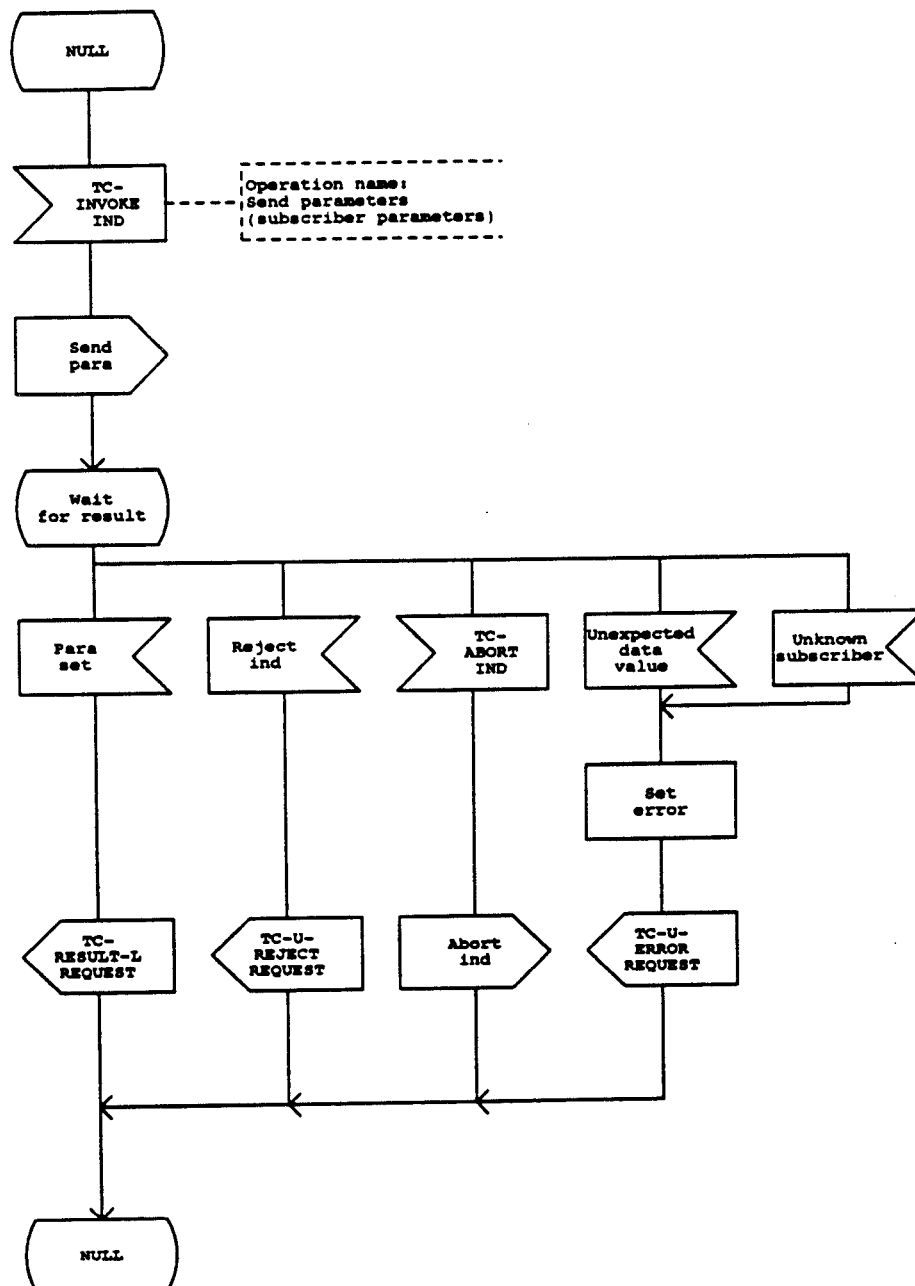 NULL
TC-
INVOKE
IND
Operation name:
Send parameters
(subscriber parameters)
Send
para
Wait
for result
Para
set
Reject
ind
TC-
ABORT
IND
Unexpected
data
value
Unknown
subscriber
Set
error
TC-
RESULT-L
REQUEST
TC-U-
REJECT
REQUEST
Abort
ind
TC-U-
ERROR
REQUEST
NULL